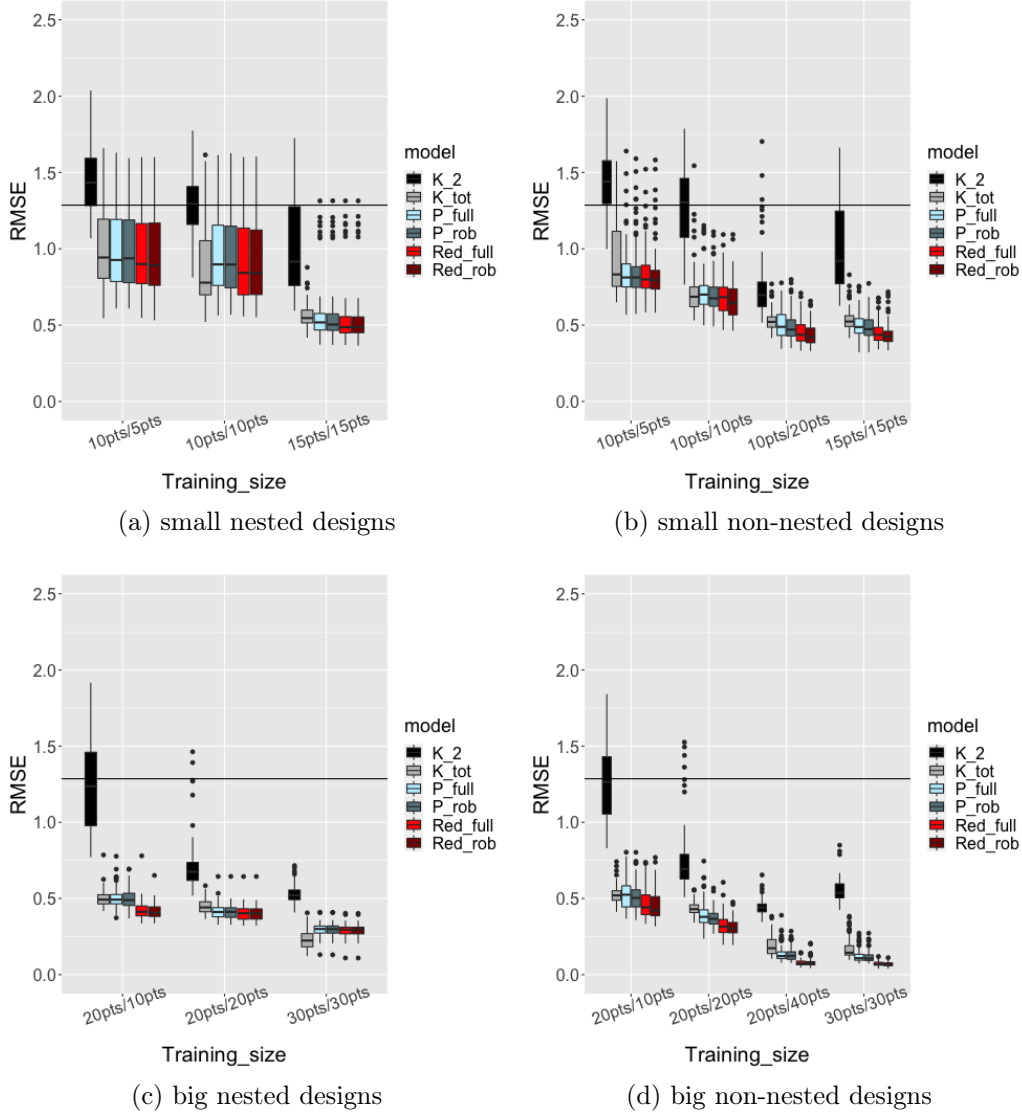 2.5
2.0
1.5
1.0
0.5
0.0
RMSE
10pts/5pts
10pts/10pts
15pts/15pts
Training_size
model
K_2
K_tot
P_full
P_rob
Red_full
Red_rob
(a) small nested designs
2.5
2.0
1.5
1.0
0.5
0.0
RMSE
10pts/5pts
10pts/10pts
10pts/20pts
15pts/15pts
Training_size
model
K_2
K_tot
P_full
P_rob
Red_full
Red_rob
(b) small non-nested designs
2.5
2.0
1.5
1.0
0.5
0.0
RMSE
20pts/10pts
20pts/20pts
30pts/30pts
Training_size
model
K_2
K_tot
P_full
P_rob
Red_full
Red_rob
(c) big nested designs
2.5
2.0
1.5
1.0
0.5
0.0
RMSE
20pts/10pts
20pts/20pts
20pts/40pts
30pts/30pts
Training_size
model
K_2
K_tot
P_full
P_rob
Red_full
Red_rob
(d) big non-nested designs